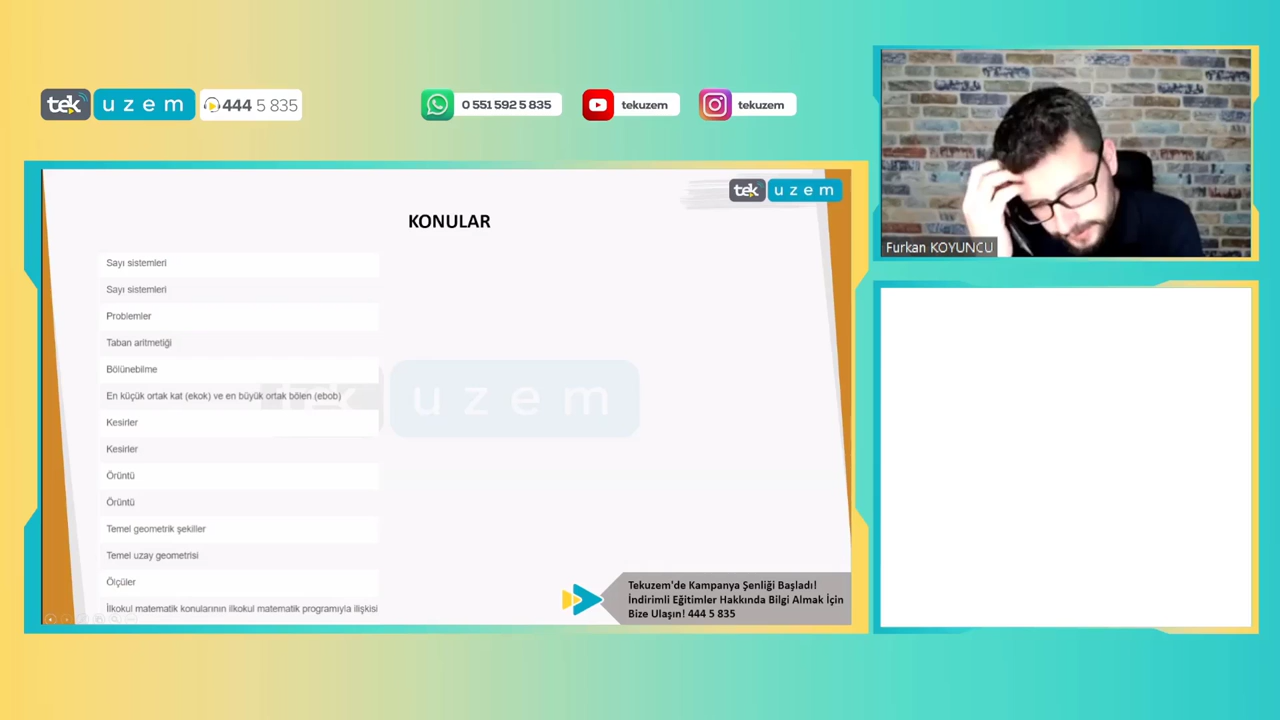 tek uzem 444 5 835
0 551 592 5 835
tekuzem
tekuzem
tek uzem
KONULAR
Sayı sistemleri
Sayı sistemleri
Problemler
Taban aritmetiği
Bölünebilme
En küçük ortak kat (ekok) ve en büyük ortak bölen (ebob)
Kesirler
Kesirler
Örüntü
Örüntü
Temel geometrik şekiller
Temel uzay geometrisi
Ölçüler
İlkokul matematik konularının ilkokul matematik programıyla ilişkisi
tek uzem
Tekuzem'de Kampanya Şenliği Başladı!
İndirimli Eğitimler Hakkında Bilgi Almak İçin
Bize Ulaşın! 444 5 835
Furkan KOYUNCU